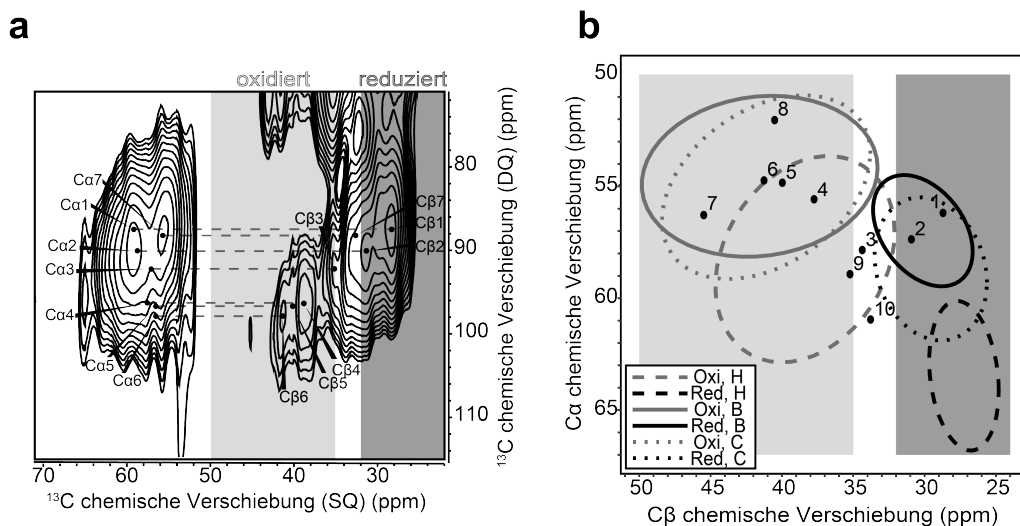 a
b
oxidiert reduziert
Cα7
Cα1
Cα2
Cα3
Cα4
Cα5
Cα6
Cβ3
Cβ7
Cβ1
Cβ2
Cβ4
Cβ5
Cβ6
80
90
100
110
¹³C chemische Verschiebung (DQ) (ppm)
70 60 50 40 30
¹³C chemische Verschiebung (SQ) (ppm)
50
55
60
65
Cα chemische Verschiebung (ppm)
8
6
5
7
4
1
2
3
9
10
Oxi, H
Red, H
Oxi, B
Red, B
Oxi, C
Red, C
50 45 40 35 30 25
Cβ chemische Verschiebung (ppm)